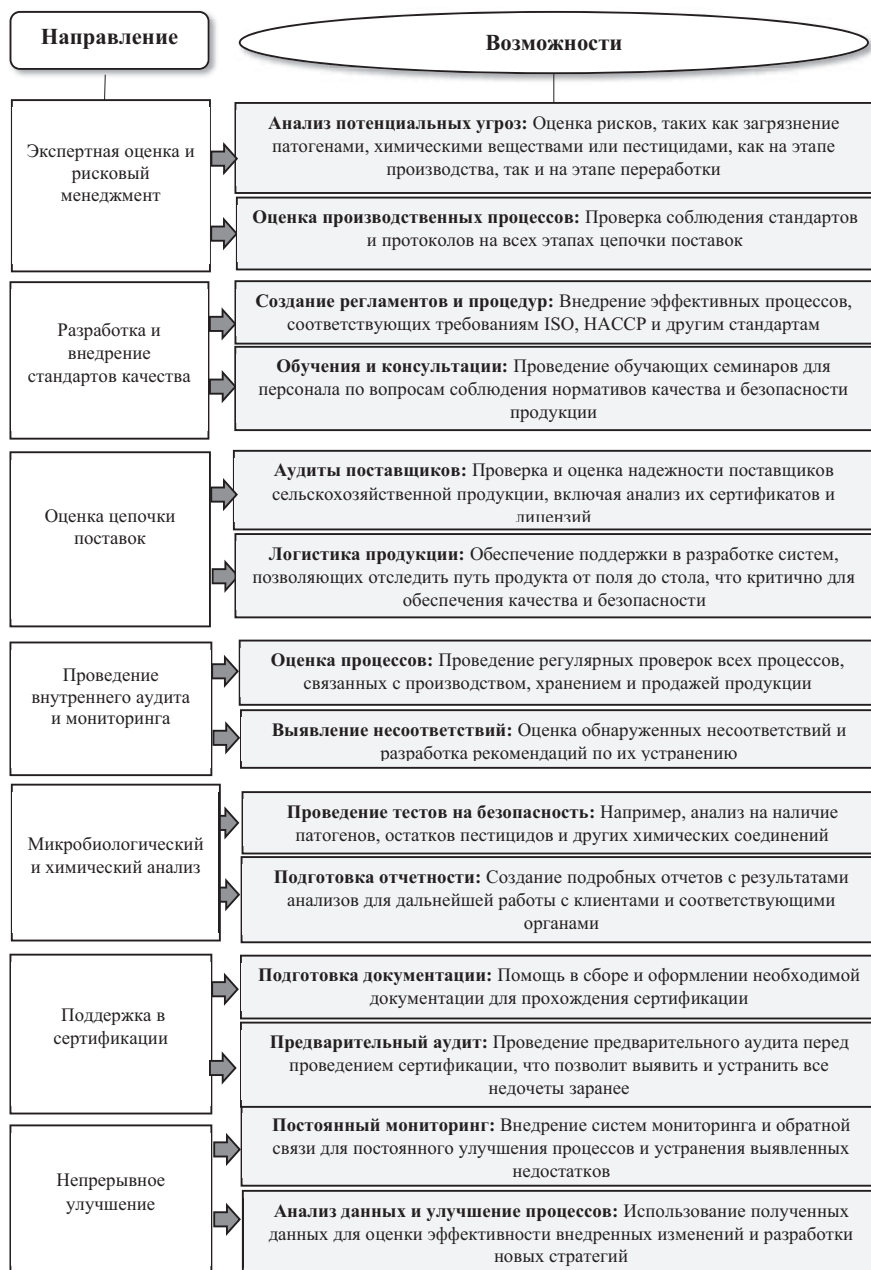 Направление
Возможности
Экспертная оценка и
рисковый
менеджмент
Анализ потенциальных угроз: Оценка рисков, таких как загрязнение
патогенами, химическими веществами или пестицидами, как на этапе
производства, так и на этапе переработки
Оценка производственных процессов: Проверка соблюдения стандартов
и протоколов на всех этапах цепочки поставок
Разработка и
внедрение
стандартов качества
Создание регламентов и процедур: Внедрение эффективных процессов,
соответствующих требованиям ISO, HACCP и другим стандартам
Обучения и консультации: Проведение обучающих семинаров для
персонала по вопросам соблюдения нормативов качества и безопасности
продукции
Оценка цепочки
поставок
Аудиты поставщиков: Проверка и оценка надежности поставщиков
сельскохозяйственной продукции, включая анализ их сертификатов и
лицензий
Логистика продукции: Обеспечение поддержки в разработке систем,
позволяющих отследить путь продукта от поля до стола, что критично для
обеспечения качества и безопасности
Проведение
внутреннего аудита
и мониторинга
Оценка процессов: Проведение регулярных проверок всех процессов,
связанных с производством, хранением и продажей продукции
Выявление несоответствий: Оценка обнаруженных несоответствий и
разработка рекомендаций по их устранению
Микробиологический
и химический анализ
Проведение тестов на безопасность: Например, анализ на наличие
патогенов, остатков пестицидов и других химических соединений
Подготовка отчетности: Создание подробных отчетов с результатами
анализов для дальнейшей работы с клиентами и соответствующими
органами
Поддержка в
сертификации
Подготовка документации: Помощь в сборе и оформлении необходимой
документации для прохождения сертификации
Предварительный аудит: Проведение предварительного аудита перед
проведением сертификации, что позволит выявить и устранить все
недочеты заранее
Непрерывное
улучшение
Постоянный мониторинг: Внедрение систем мониторинга и обратной
связи для постоянного улучшения процессов и устранения выявленных
недостатков
Анализ данных и улучшение процессов: Использование полученных
данных для оценки эффективности внедренных изменений и разработки
новых стратегий